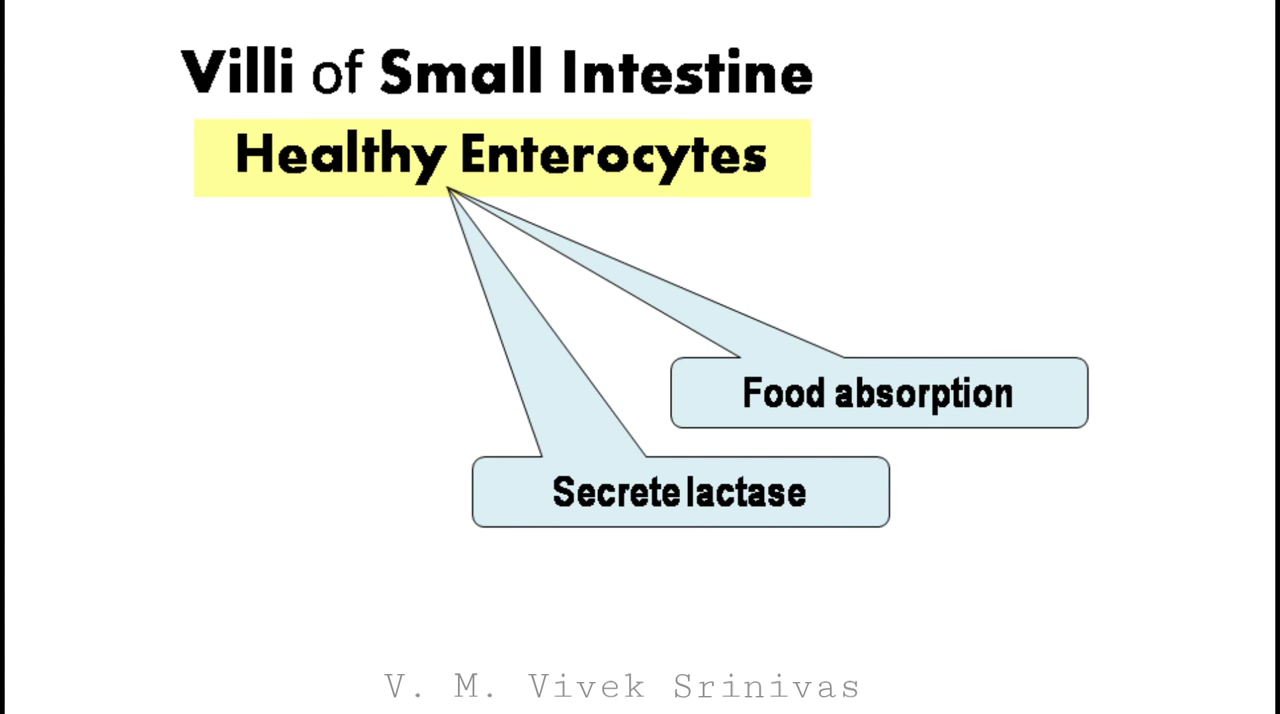 Villi of Small Intestine
Healthy Enterocytes
Food absorption
Secrete lactase
V. M. Vivek Srinivas